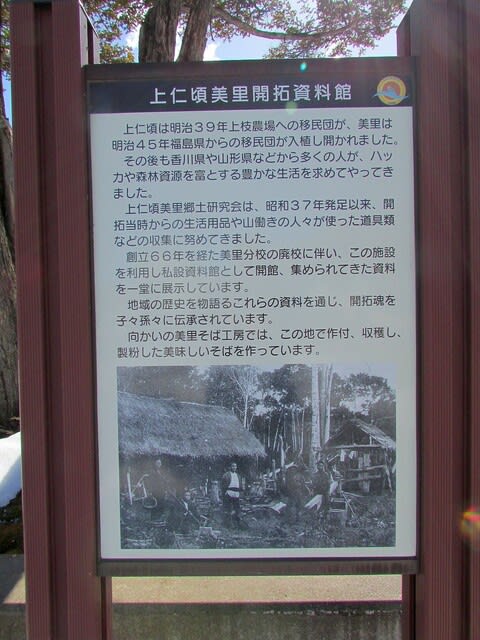 上仁頃美里開拓資料館
上仁頃は明治39年上枝農場への移民団が、美里は
明治45年福島県からの移民団が入植し開かれました。
その後も香川県や山形県などから多くの人が、ハッ
カや森林資源を富とする豊かな生活を求めてやってき
ました。
上仁頃美里郷土研究会は、昭和37年発足以来、開
拓当時からの生活用品や山働きの人々が使った道具類
などの収集に努めてきました。
創立66年を経た美里分校の廃校に伴い、この施設
を利用し私設資料館として開館、集められてきた資料
を一堂に展示しています。
地域の歴史を物語るこれらの資料を通じ、開拓魂を
子々孫々に伝承されています。
向かいの美里そば工房では、この地で作付、収穫し、
製粉した美味しいそばを作っています。